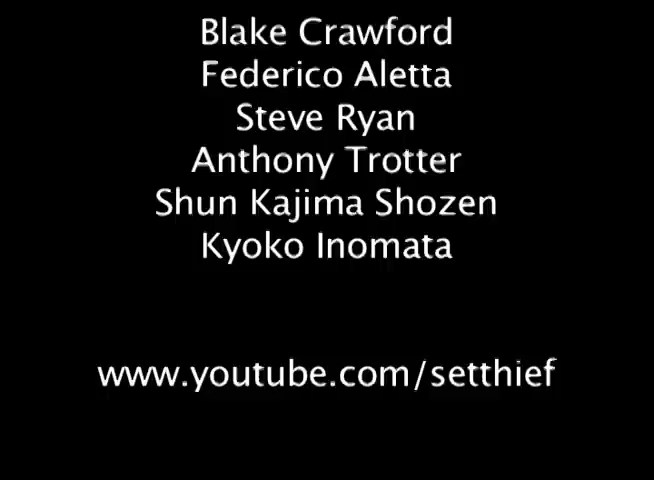 Blake Crawford
Federico Aletta
Steve Ryan
Anthony Trotter
Shun Kajima Shozen
Kyoko Inomata
www.youtube.com/setthief